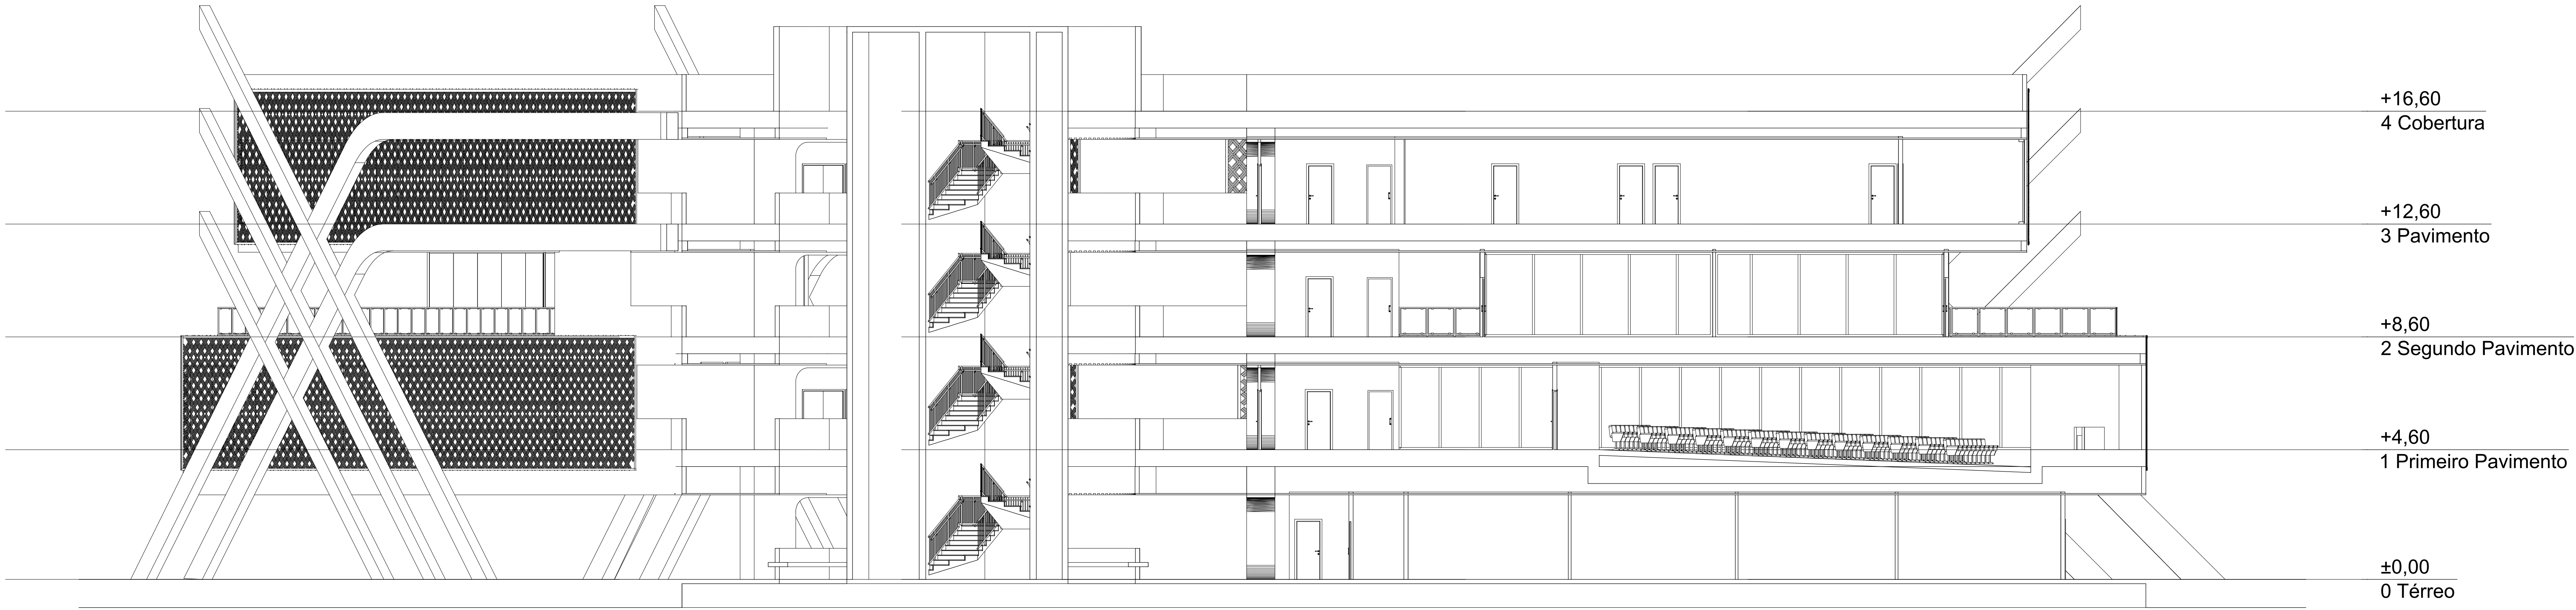 +16,60
4 Cobertura
+12,60
3 Pavimento
+8,60
2 Segundo Pavimento
+4,60
1 Primeiro Pavimento
±0,00
0 Térreo